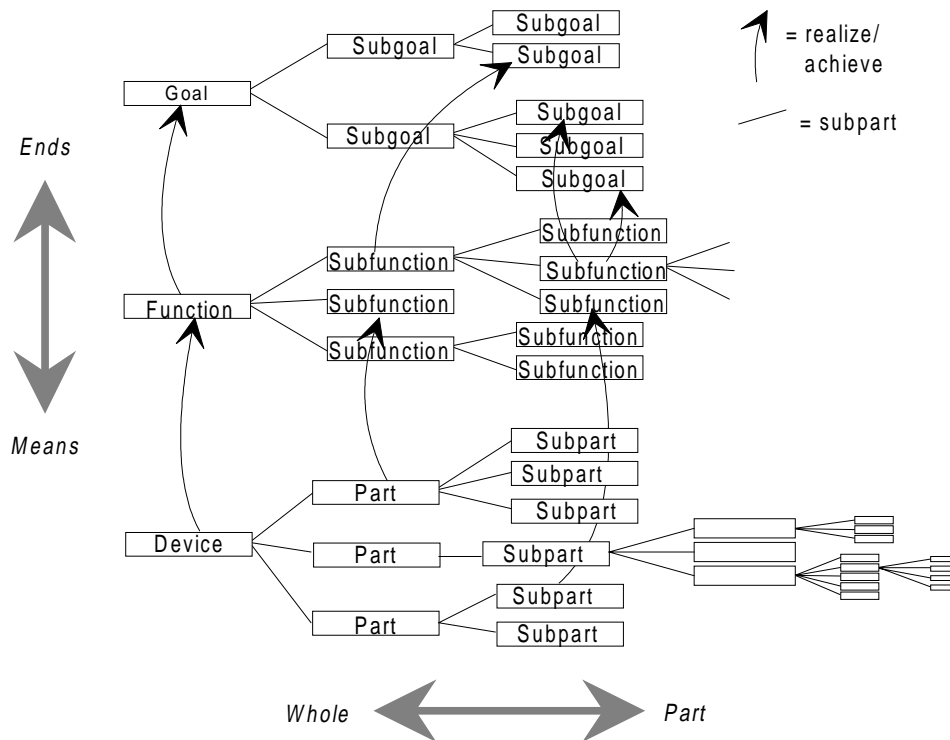 Subgoal
Subgoal
Subgoal
= realize/
achieve
Goal
Subgoal
Subgoal
Subgoal
Subgoal
= subpart
Ends
Subfunction
Subfunction
Subfunction
Function
Subfunction
Subfunction
Subfunction
Subfunction
Subfunction
Means
Subpart
Subpart
Part
Subpart
Device
Part
Subpart
Subpart
Part
Subpart
Whole
Part